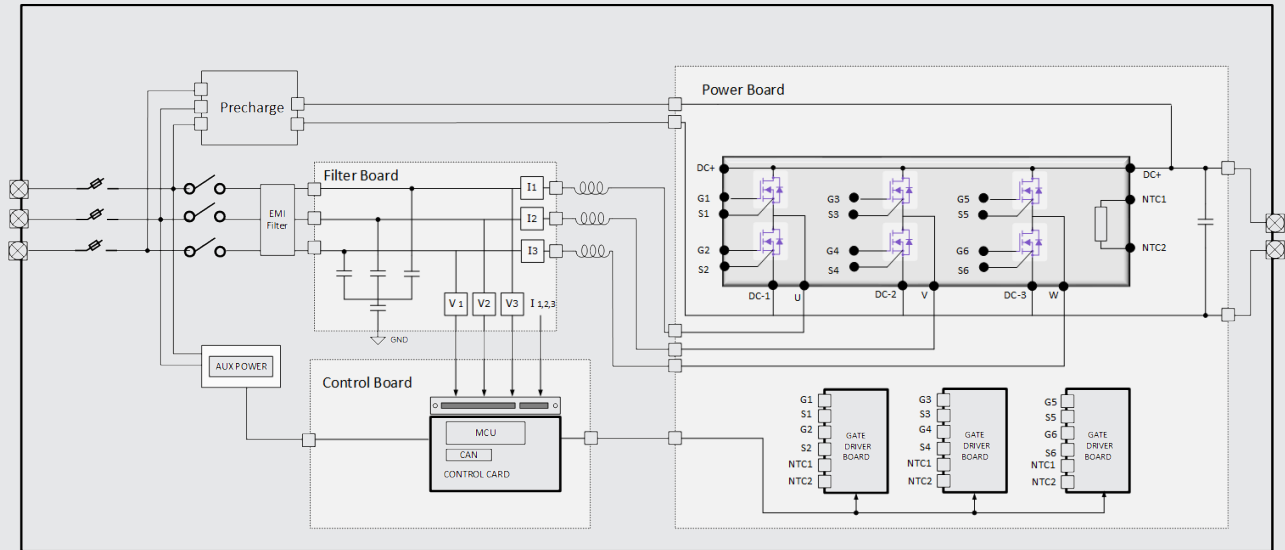 Precharge
Power Board
Filter Board
EMI
Filter
I1
I2
I3
V 1
V2
V3
I 1,2,3
GND
DC+
G1
S1
G2
S2
G3
S3
G4
S4
G5
S5
G6
S6
DC+
NTC1
NTC2
DC-1
U
DC-2
V
DC-3
W
AUX POWER
Control Board
MCU
CAN
CONTROL CARD
G1
S1
G2
S2
NTC1
NTC2
GATE
DRIVER
BOARD
G3
S3
G4
S4
NTC1
NTC2
GATE
DRIVER
BOARD
G5
S5
G6
S6
NTC1
NTC2
GATE
DRIVER
BOARD